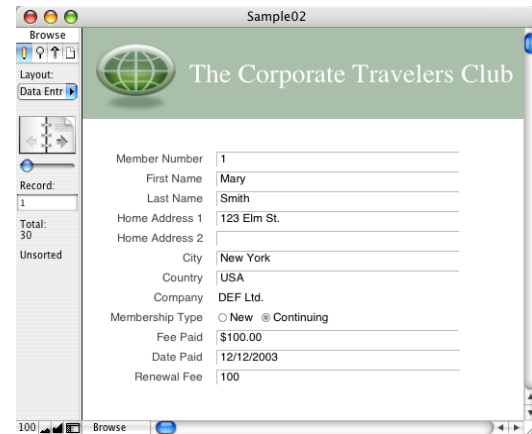 Sample02
Browse
Layout:
Data Entr
Record:
1
Total:
30
Unsorted
The Corporate Travelers Club
Member Number 1
First Name Mary
Last Name Smith
Home Address 1 123 Elm St.
Home Address 2
City New York
Country USA
Company DEF Ltd.
Membership Type New Continuing
Fee Paid $100.00
Date Paid 12/12/2003
Renewal Fee 100
100 Browse